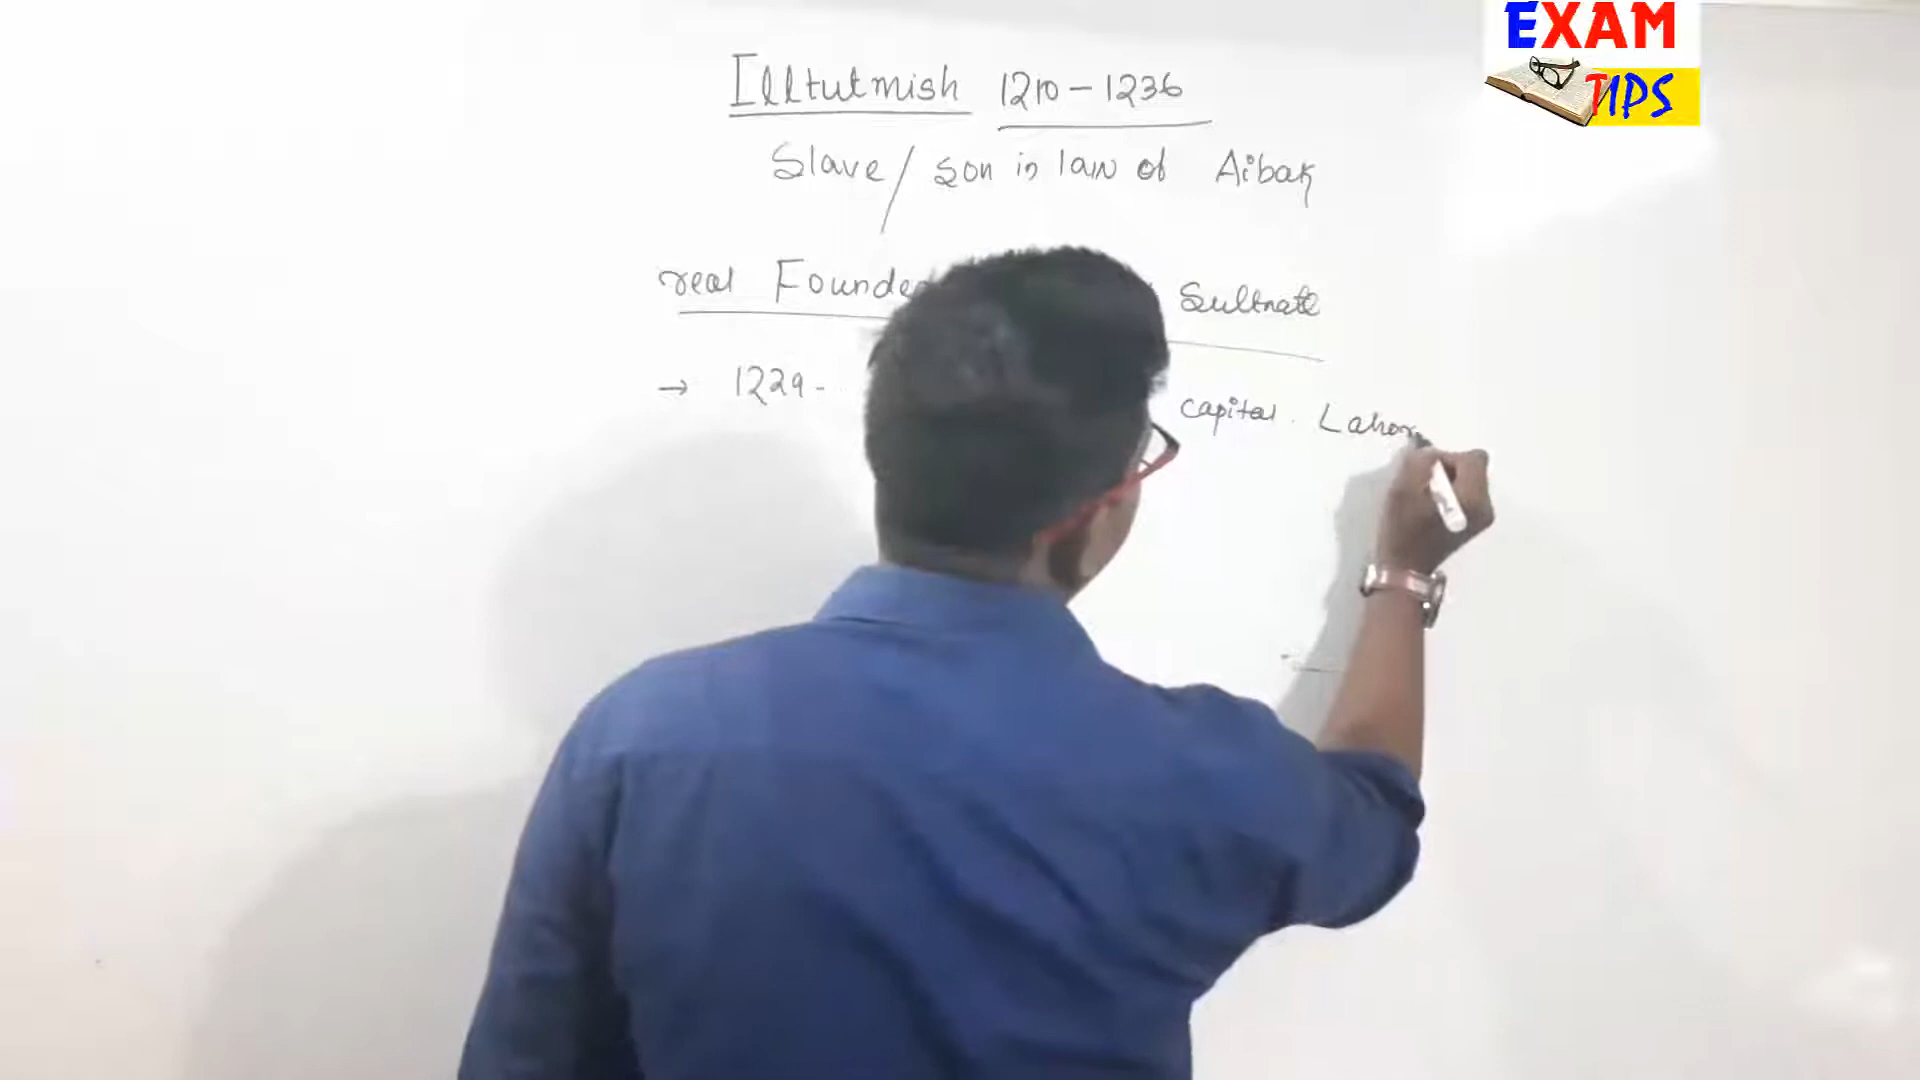 EXAM
TIPS
Illtutmish 1210-1236
Slave/ son in law of Aibak
real Founde Sultnate
→ 1229- capital. Lahor